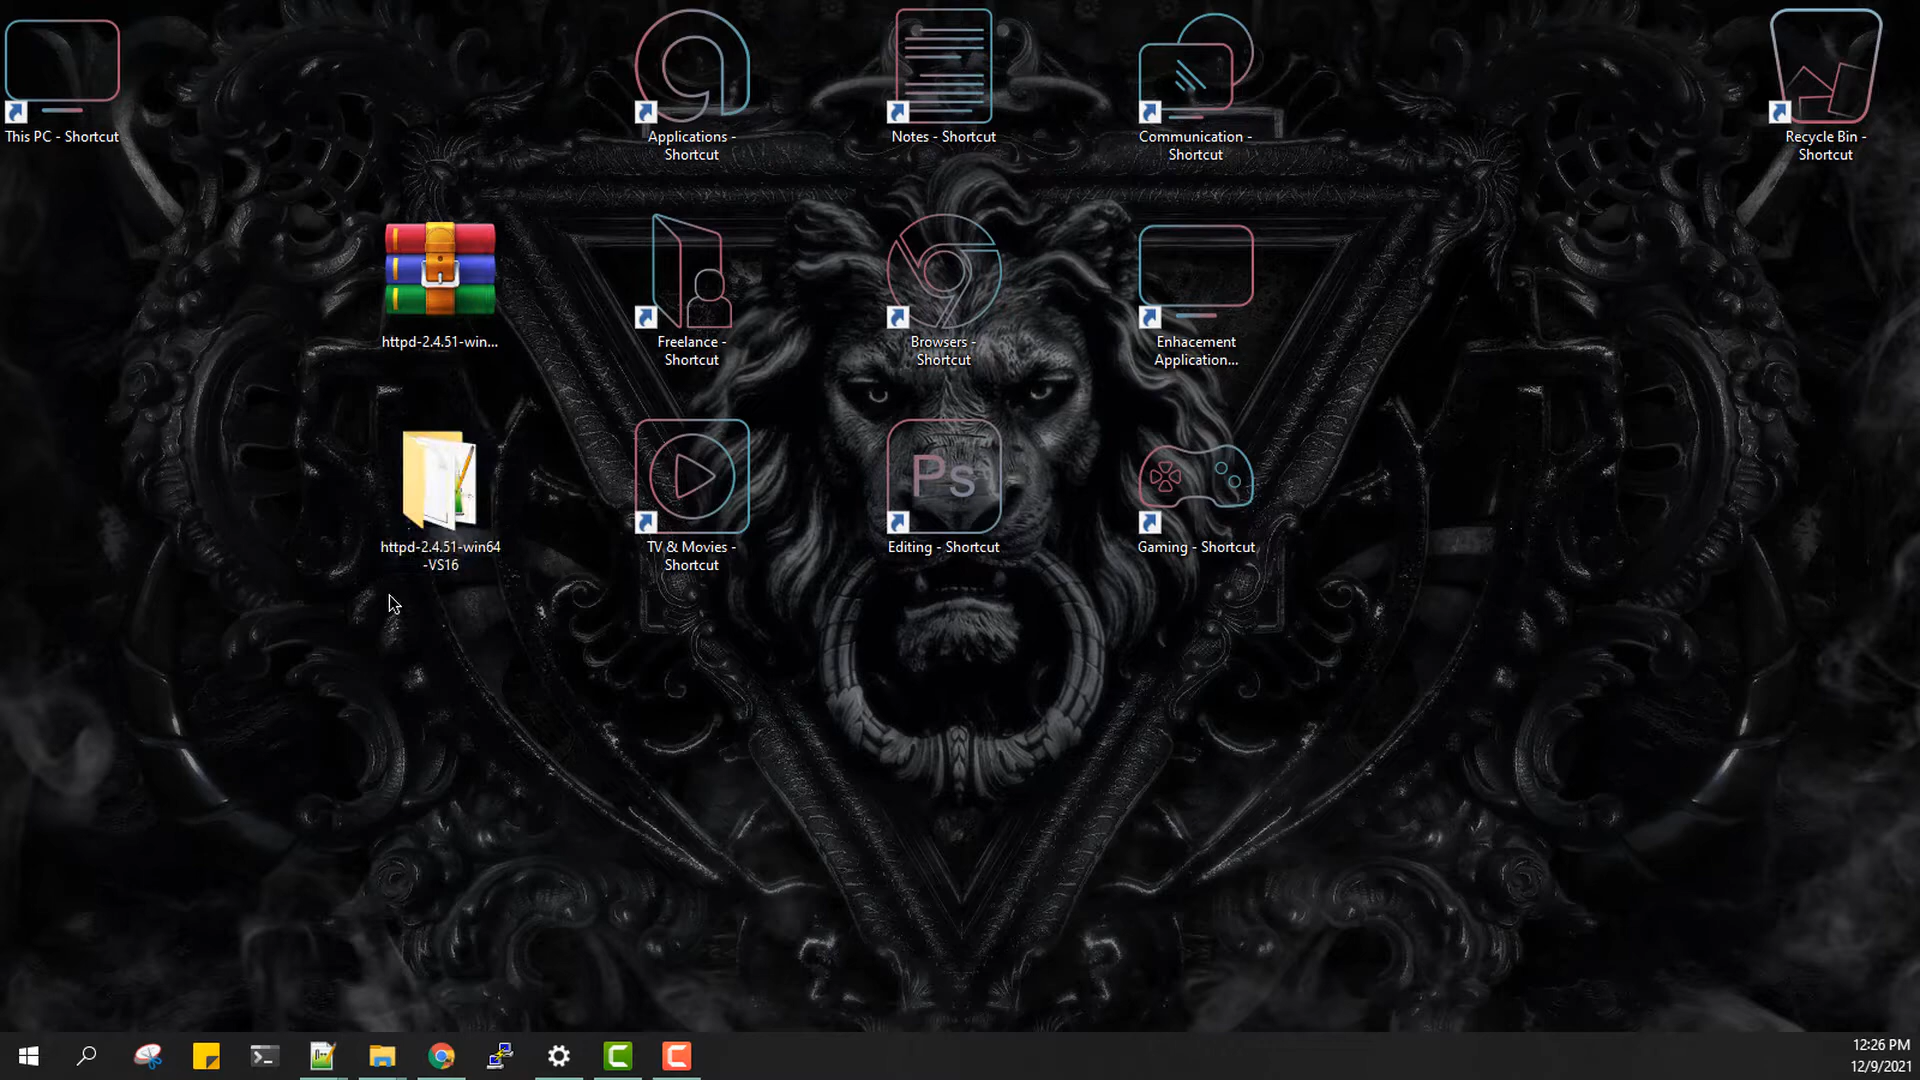 This PC - Shortcut
Applications -
Shortcut
Notes - Shortcut
Communication -
Shortcut
Recycle Bin -
Shortcut
httpd-2.4.51-win...
Freelance -
Shortcut
Browsers -
Shortcut
Enhacement
Application...
httpd-2.4.51-win64
-VS16
TV & Movies -
Shortcut
Ps
Editing - Shortcut
Gaming - Shortcut
12:26 PM
12/9/2021